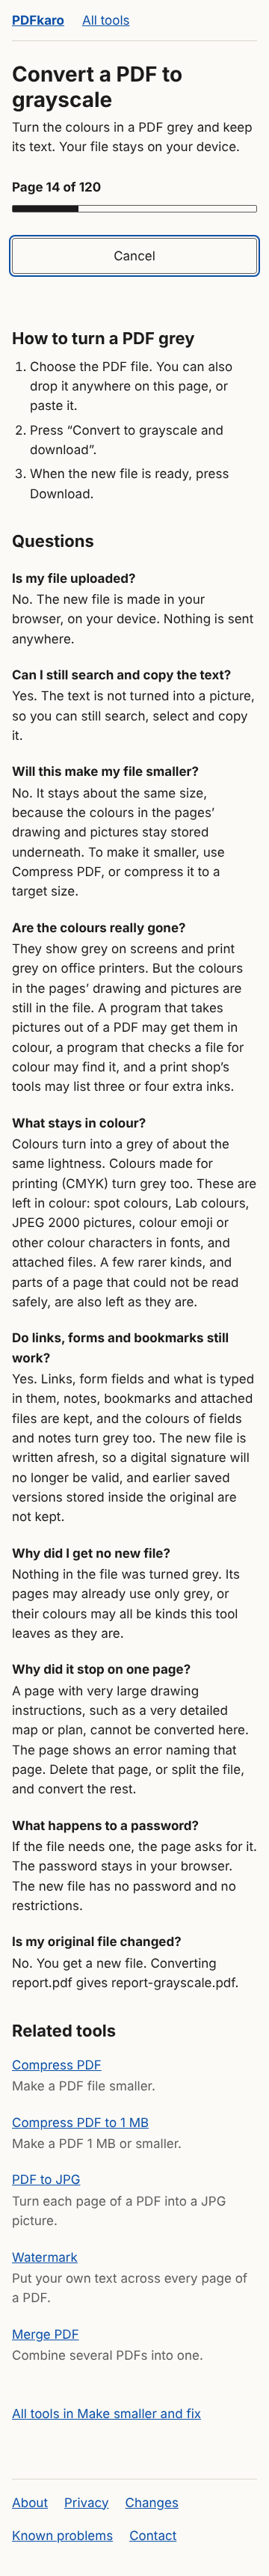 PDFkaro All tools
Convert a PDF to
grayscale
Turn the colours in a PDF grey and keep
its text. Your file stays on your device.
Page 14 of 120
Cancel
How to turn a PDF grey
1. Choose the PDF file. You can also
drop it anywhere on this page, or
paste it.
2. Press “Convert to grayscale and
download”.
3. When the new file is ready, press
Download.
Questions
Is my file uploaded?
No. The new file is made in your
browser, on your device. Nothing is sent
anywhere.
Can I still search and copy the text?
Yes. The text is not turned into a picture,
so you can still search, select and copy
it.
Will this make my file smaller?
No. It stays about the same size,
because the colours in the pages’
drawing and pictures stay stored
underneath. To make it smaller, use
Compress PDF, or compress it to a
target size.
Are the colours really gone?
They show grey on screens and print
grey on office printers. But the colours
in the pages’ drawing and pictures are
still in the file. A program that takes
pictures out of a PDF may get them in
colour, a program that checks a file for
colour may find it, and a print shop’s
tools may list three or four extra inks.
What stays in colour?
Colours turn into a grey of about the
same lightness. Colours made for
printing (CMYK) turn grey too. These are
left in colour: spot colours, Lab colours,
JPEG 2000 pictures, colour emoji or
other colour characters in fonts, and
attached files. A few rarer kinds, and
parts of a page that could not be read
safely, are also left as they are.
Do links, forms and bookmarks still
work?
Yes. Links, form fields and what is typed
in them, notes, bookmarks and attached
files are kept, and the colours of fields
and notes turn grey too. The new file is
written afresh, so a digital signature will
no longer be valid, and earlier saved
versions stored inside the original are
not kept.
Why did I get no new file?
Nothing in the file was turned grey. Its
pages may already use only grey, or
their colours may all be kinds this tool
leaves as they are.
Why did it stop on one page?
A page with very large drawing
instructions, such as a very detailed
map or plan, cannot be converted here.
The page shows an error naming that
page. Delete that page, or split the file,
and convert the rest.
What happens to a password?
If the file needs one, the page asks for it.
The password stays in your browser.
The new file has no password and no
restrictions.
Is my original file changed?
No. You get a new file. Converting
report.pdf gives report-grayscale.pdf.
Related tools
Compress PDF
Make a PDF file smaller.
Compress PDF to 1 MB
Make a PDF 1 MB or smaller.
PDF to JPG
Turn each page of a PDF into a JPG
picture.
Watermark
Put your own text across every page of
a PDF.
Merge PDF
Combine several PDFs into one.
All tools in Make smaller and fix
About Privacy Changes
Known problems Contact